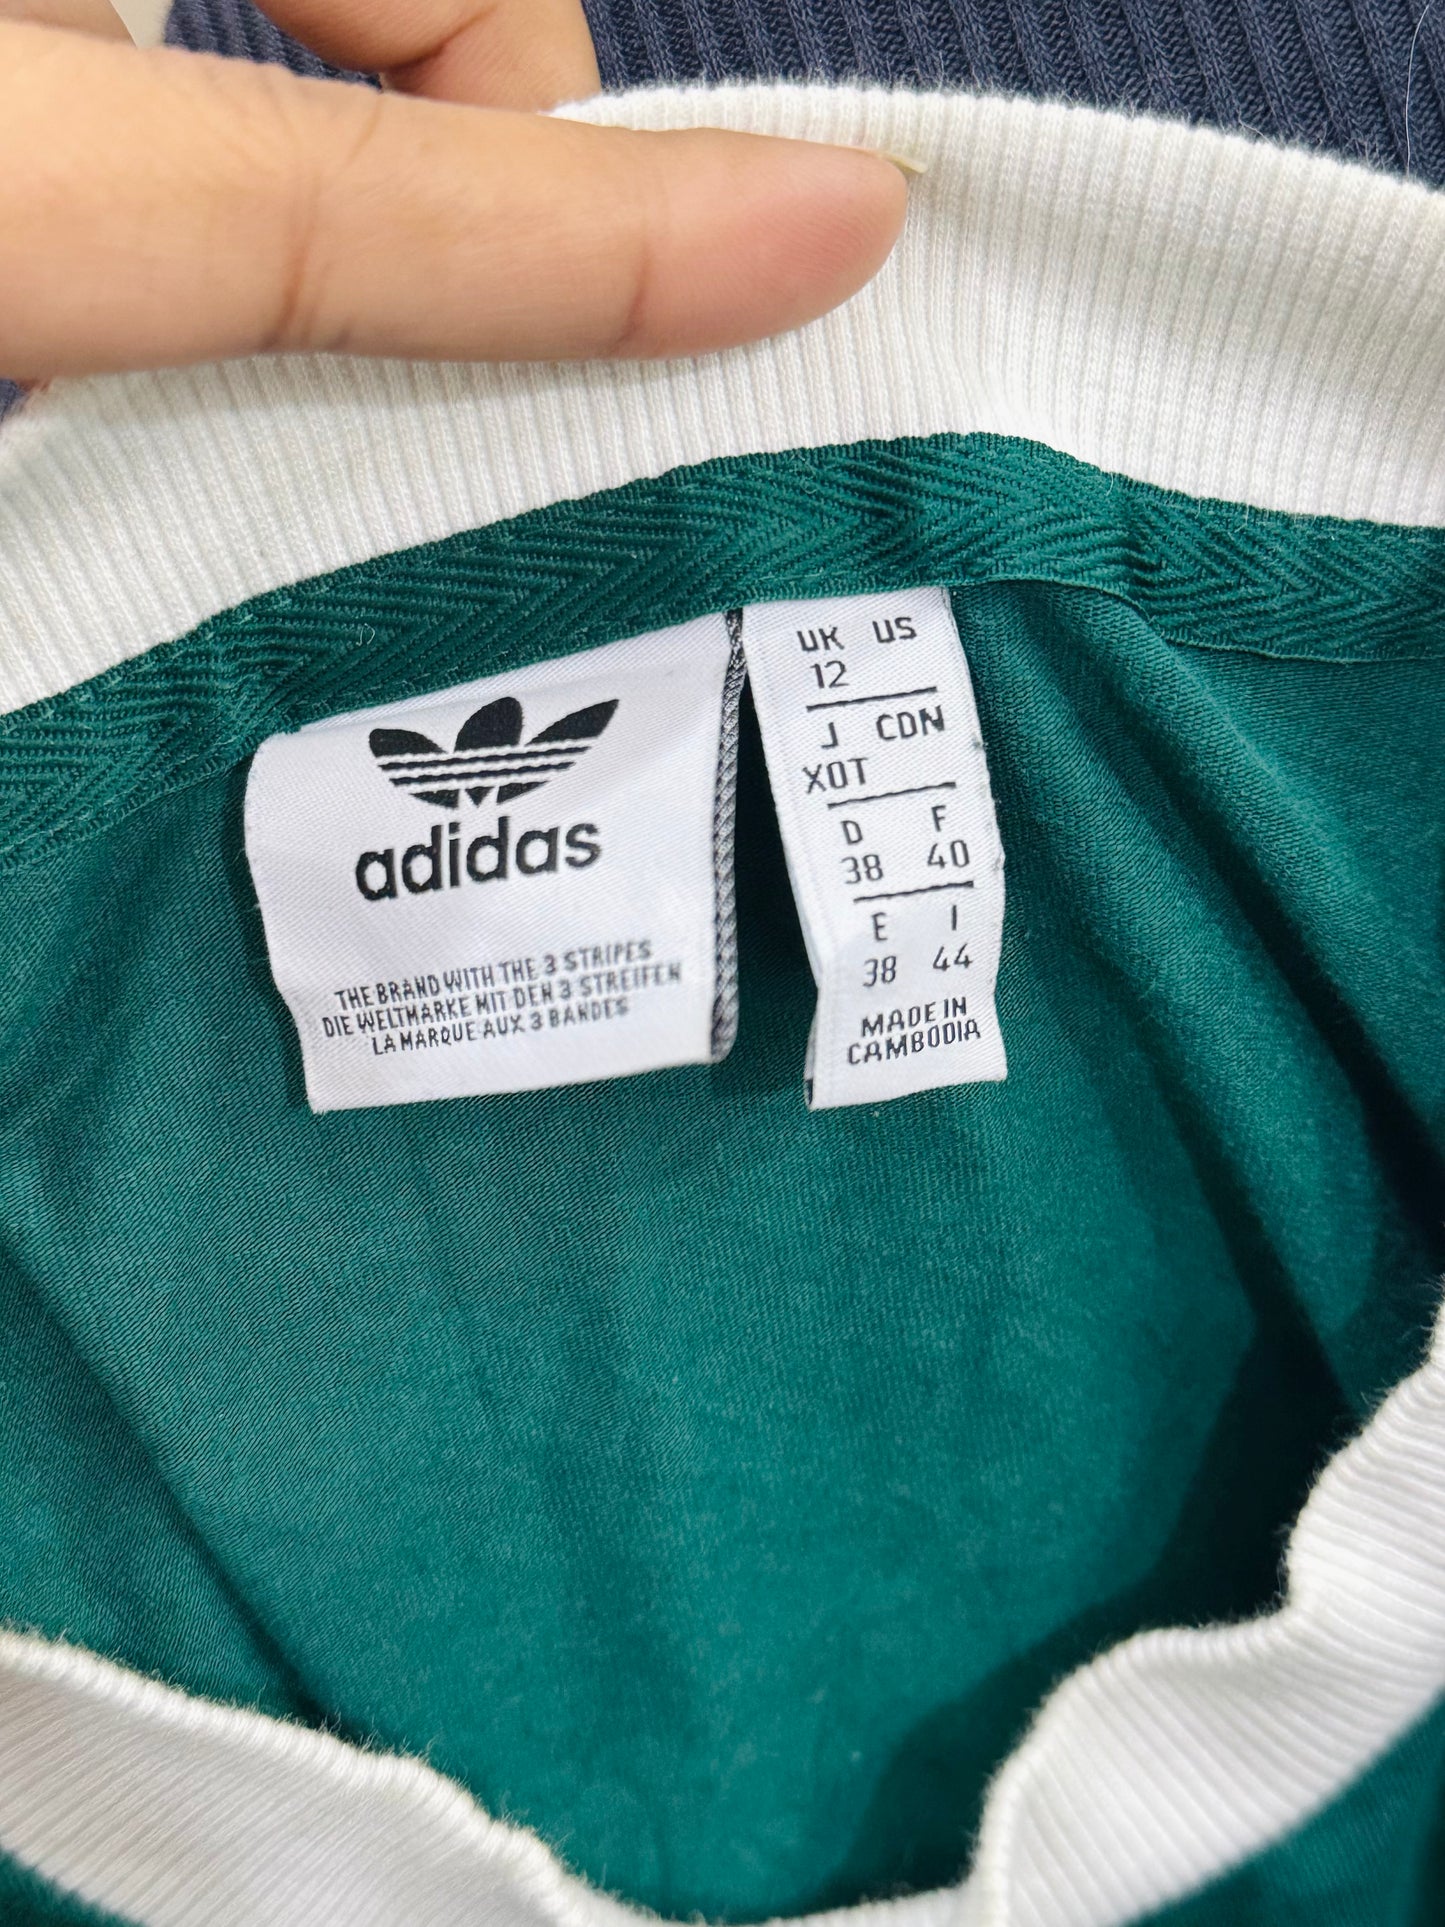 adidas
THE BRAND WITH THE 3 STRIPES
DIE WELTMARKE MIT DEN 3 STREIFEN
LA MARQUE AUX 3 BANDES
UK US
12
J CDN
XOT
D F
38 40
E I
38 44
MADE IN
CAMBODIA